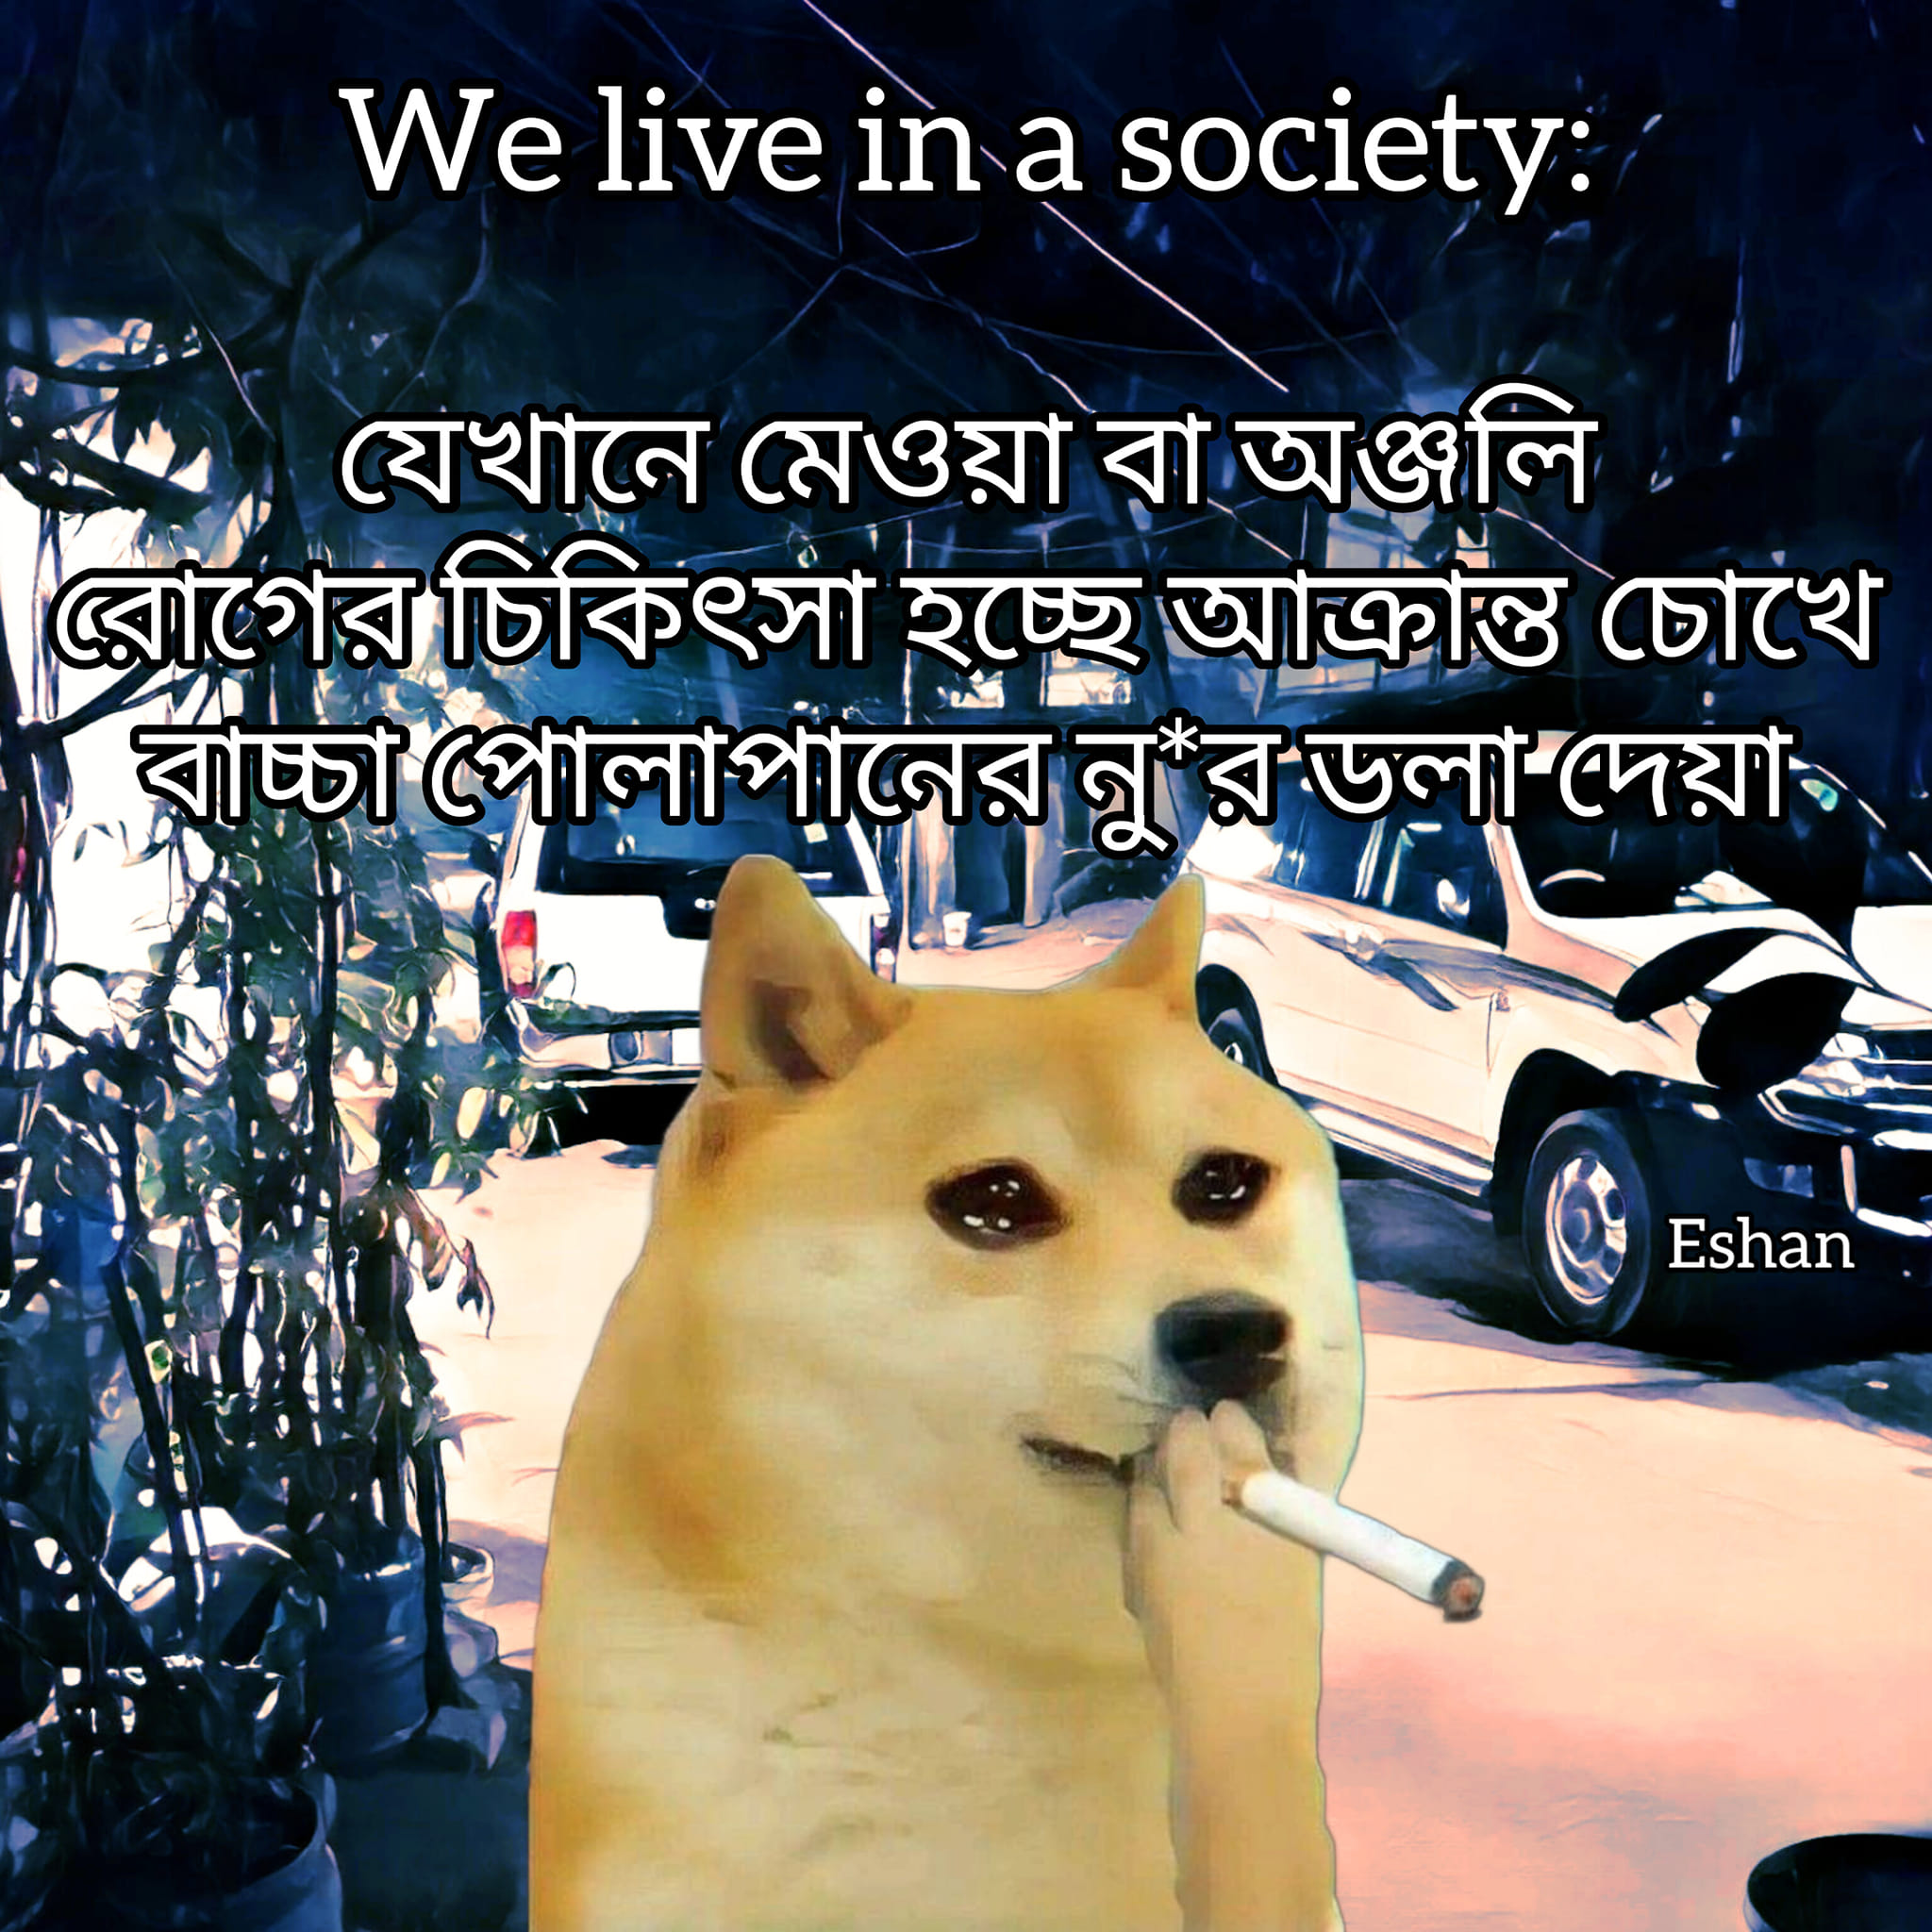 We live in a society:
যেখানে মেওয়া বা অঞ্জলি
রোগের চিকিৎসা হচ্ছে আক্রান্ত চোখে
বাচ্চা পোলাপানের নু*র ডলা দেয়া
Eshan